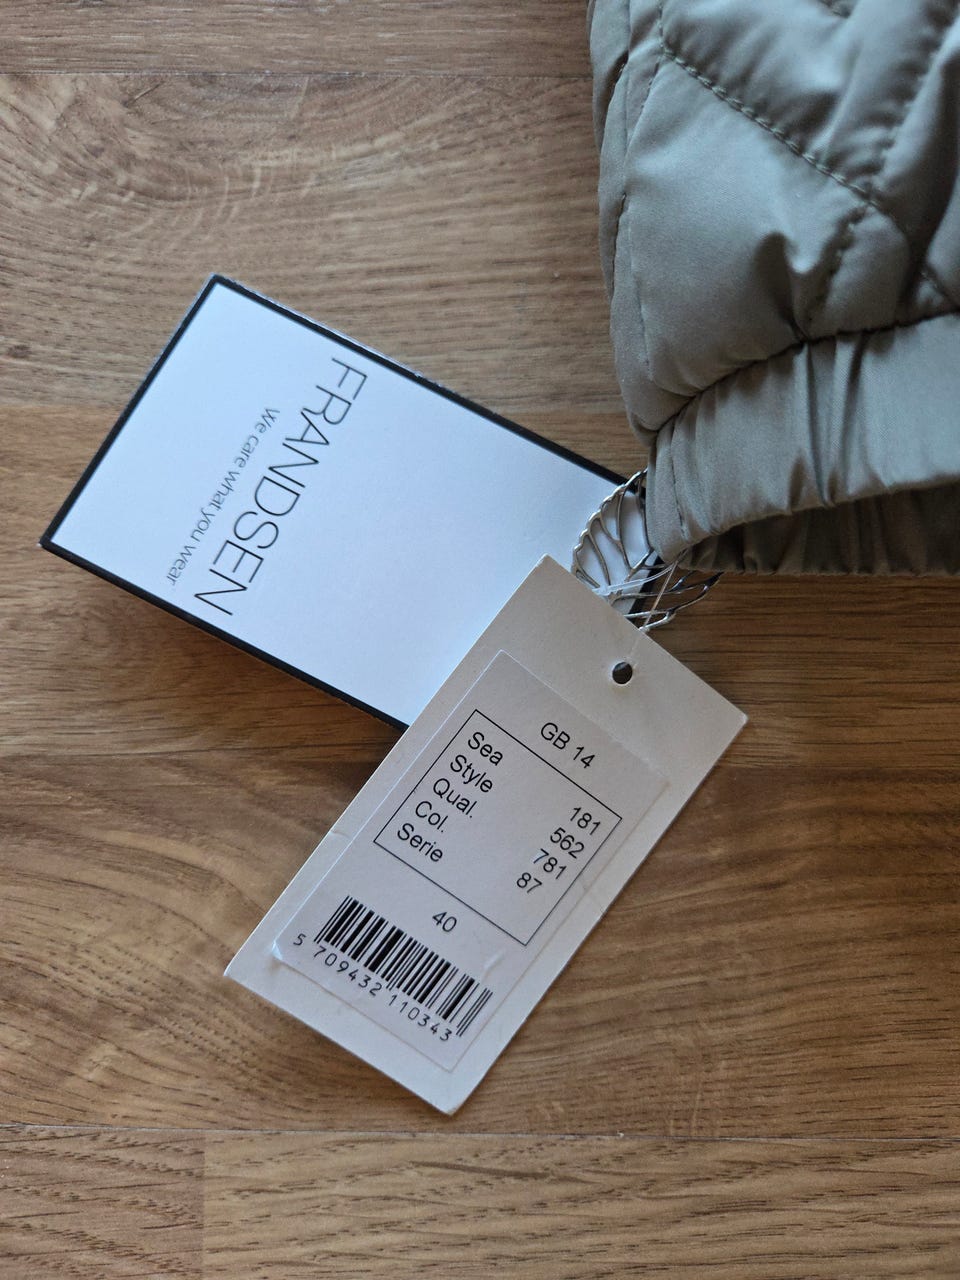 FRANDSEN
We care what you wear
GB 14
Sea 181
Style 562
Qual. 781
Col. 87
Serie
40
5 709432 110343